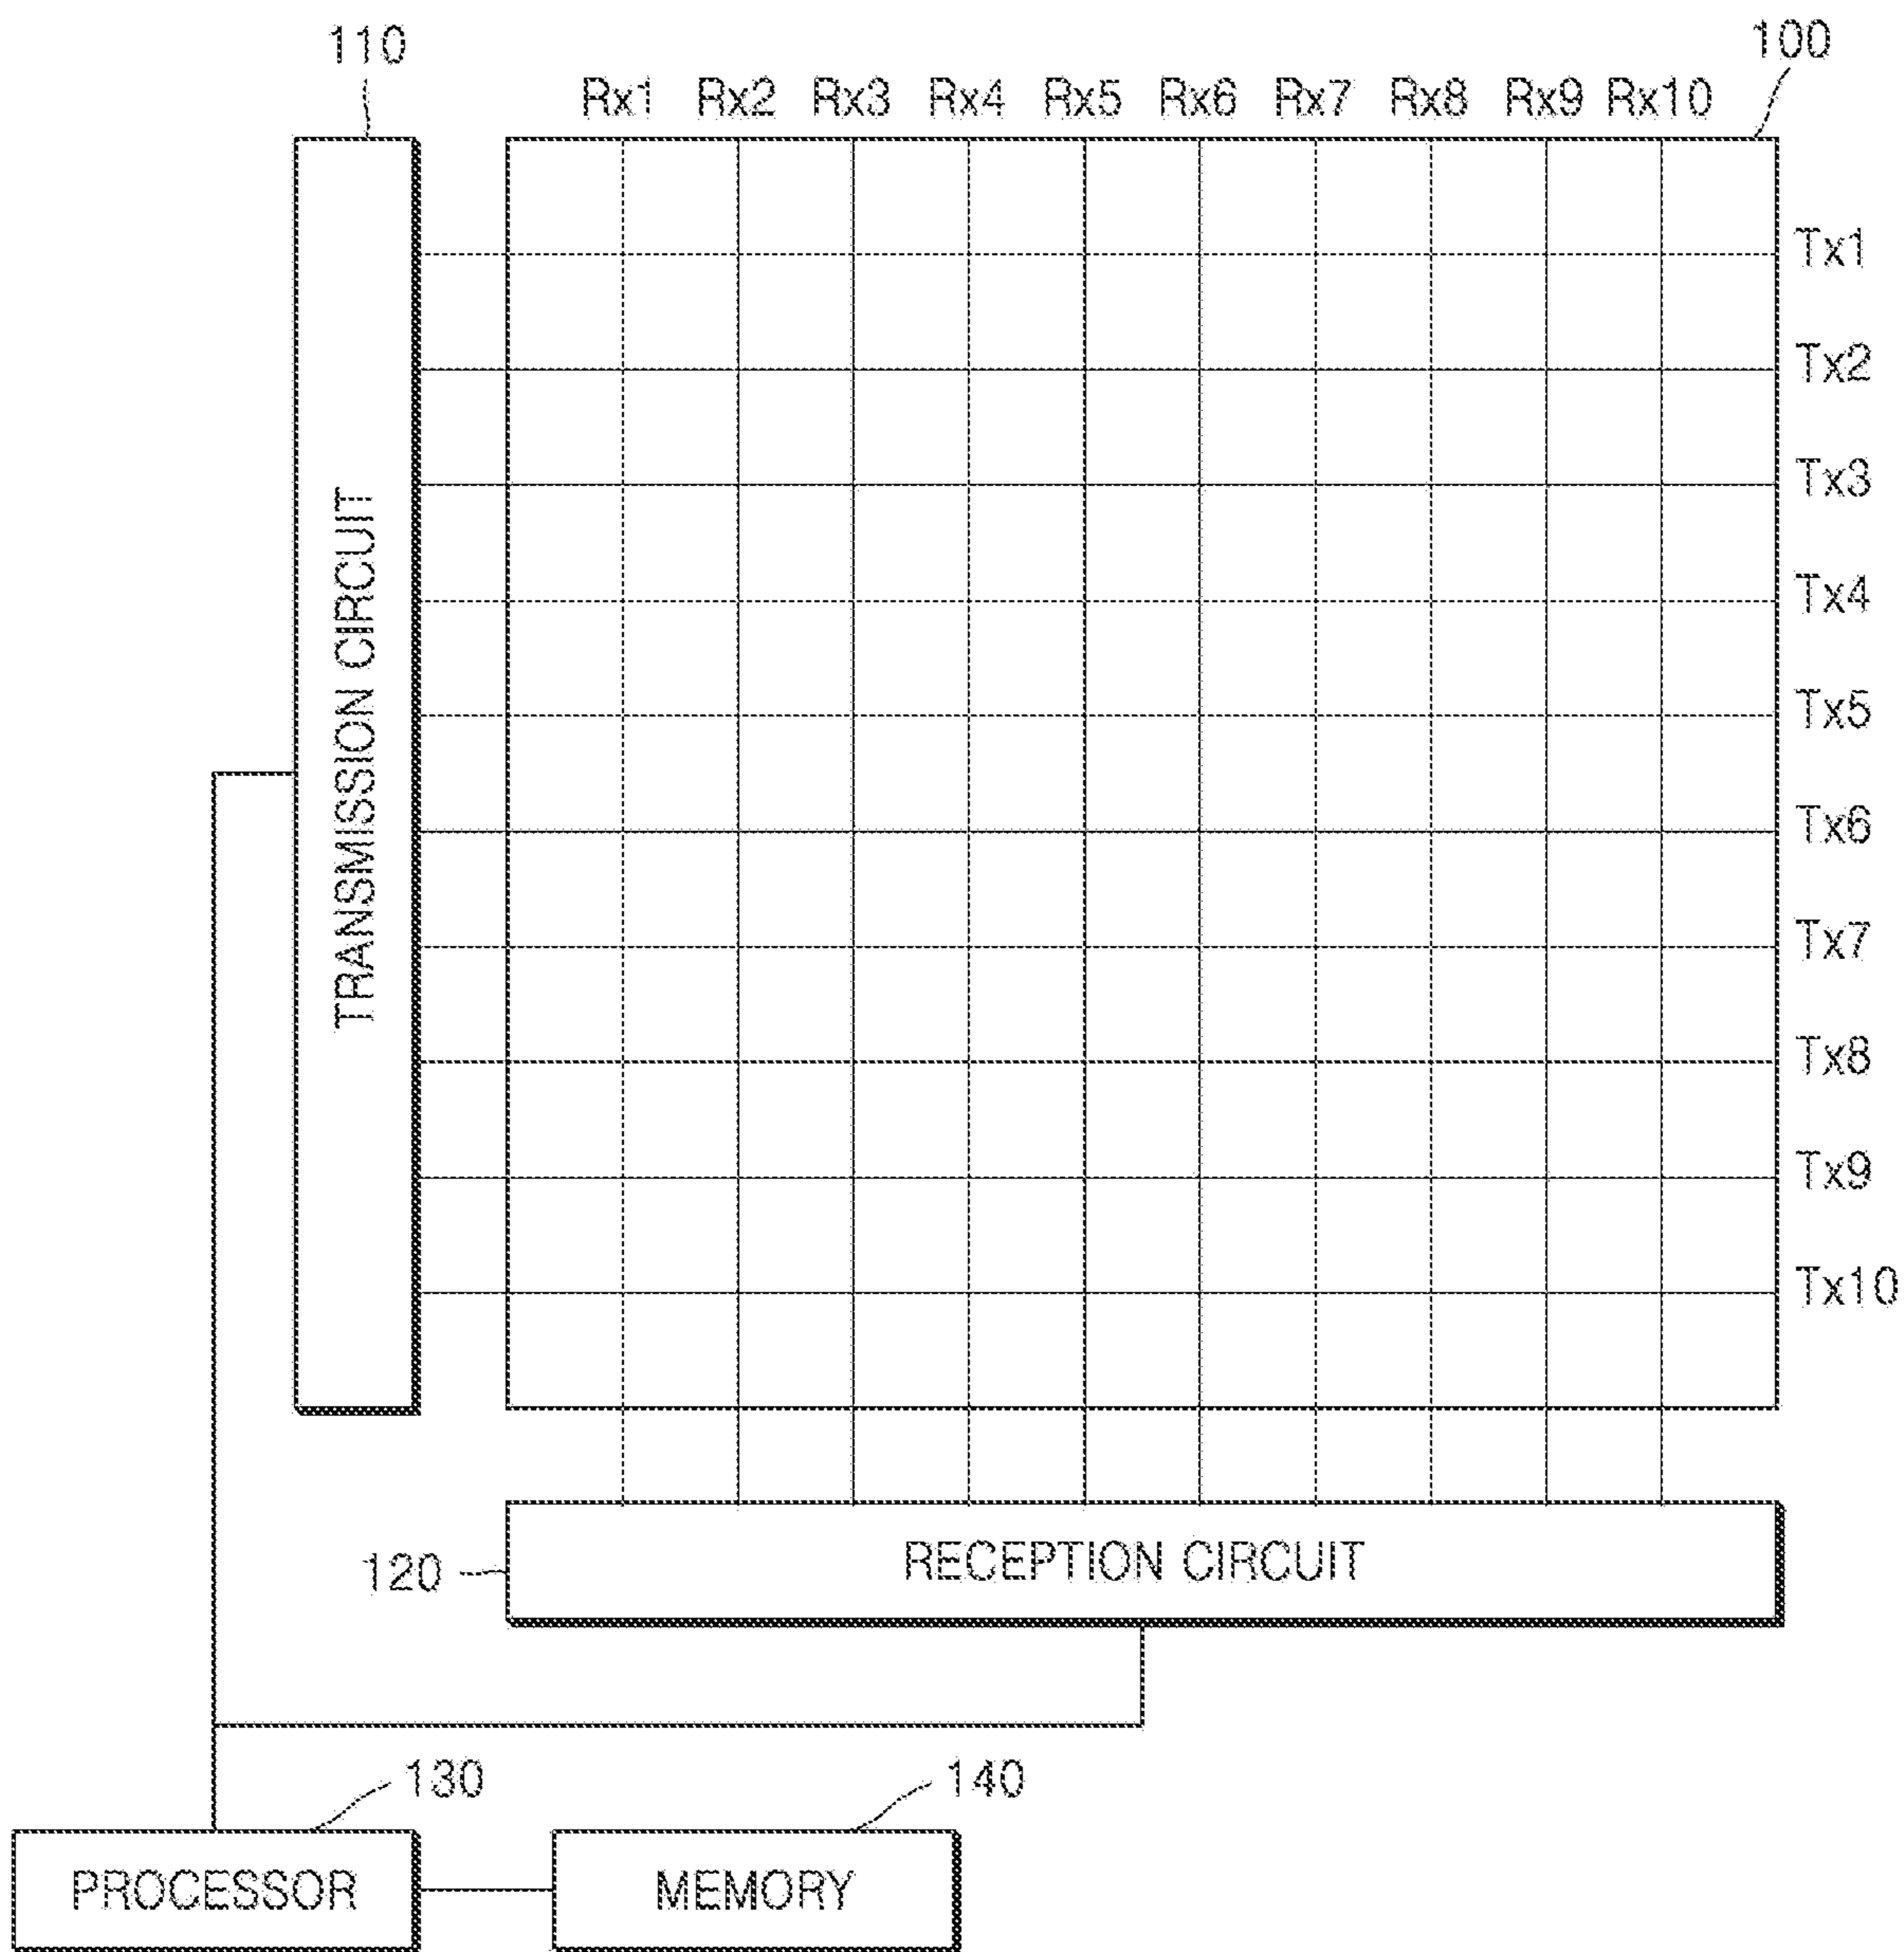 110
100
Rx1 Rx2 Rx3 Rx4 Rx5 Rx6 Rx7 Rx8 Rx9 Rx10
Tx1
Tx2
Tx3
Tx4
Tx5
Tx6
Tx7
Tx8
Tx9
Tx10
TRANSMISSION CIRCUIT
120
RECEPTION CIRCUIT
130
140
PROCESSOR
MEMORY